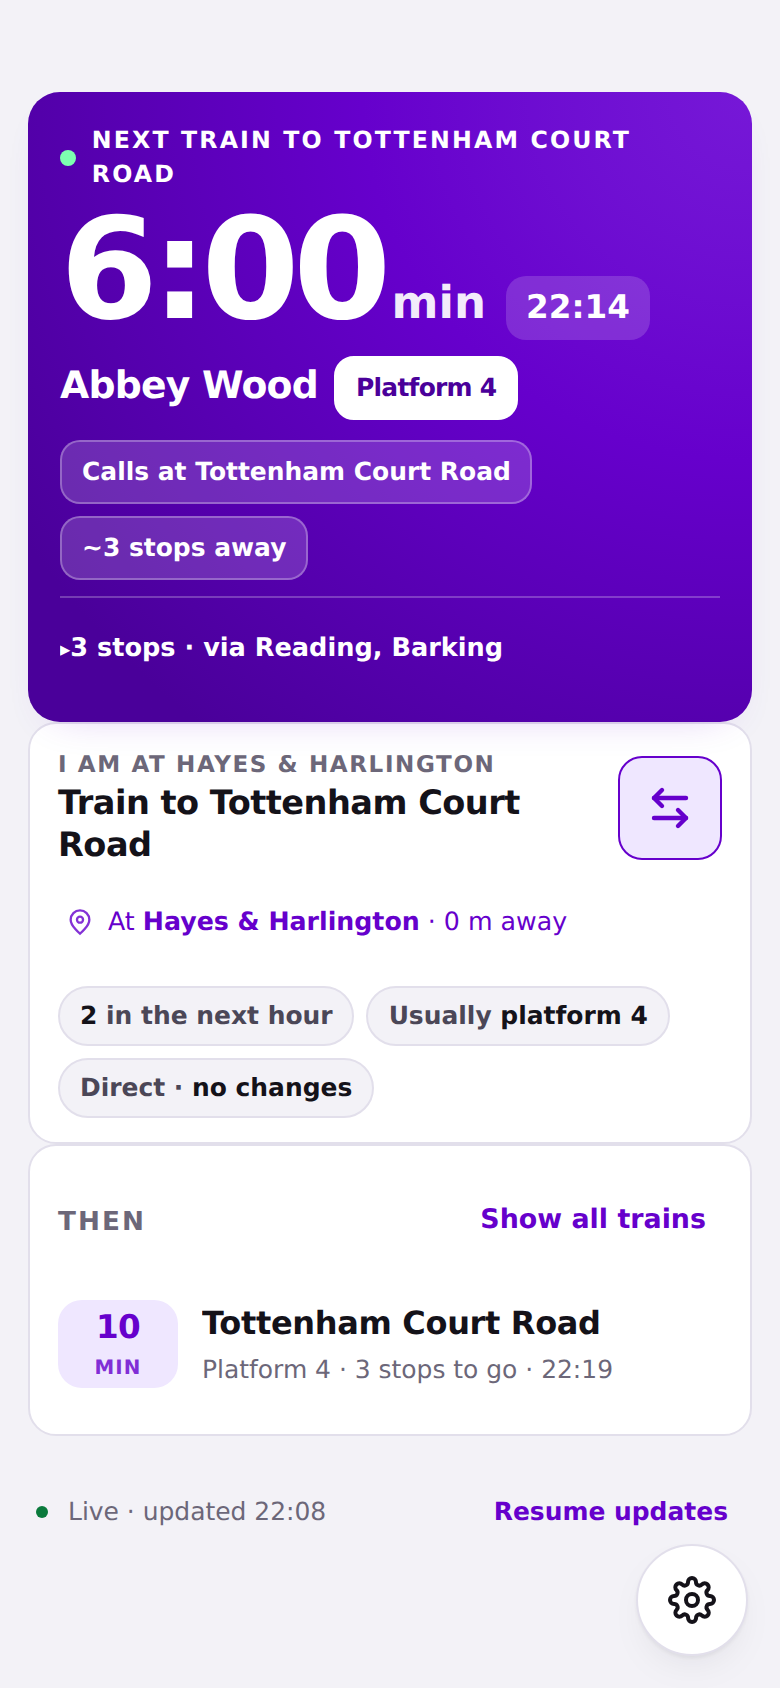 NEXT TRAIN TO TOTTENHAM COURT
ROAD
6:00 min 22:14
Abbey Wood Platform 4
Calls at Tottenham Court Road
~3 stops away
▸3 stops · via Reading, Barking
I AM AT HAYES & HARLINGTON
Train to Tottenham Court
Road
At Hayes & Harlington · 0 m away
2 in the next hour Usually platform 4
Direct · no changes
THEN Show all trains
10 Tottenham Court Road
MIN Platform 4 · 3 stops to go · 22:19
Live · updated 22:08 Resume updates